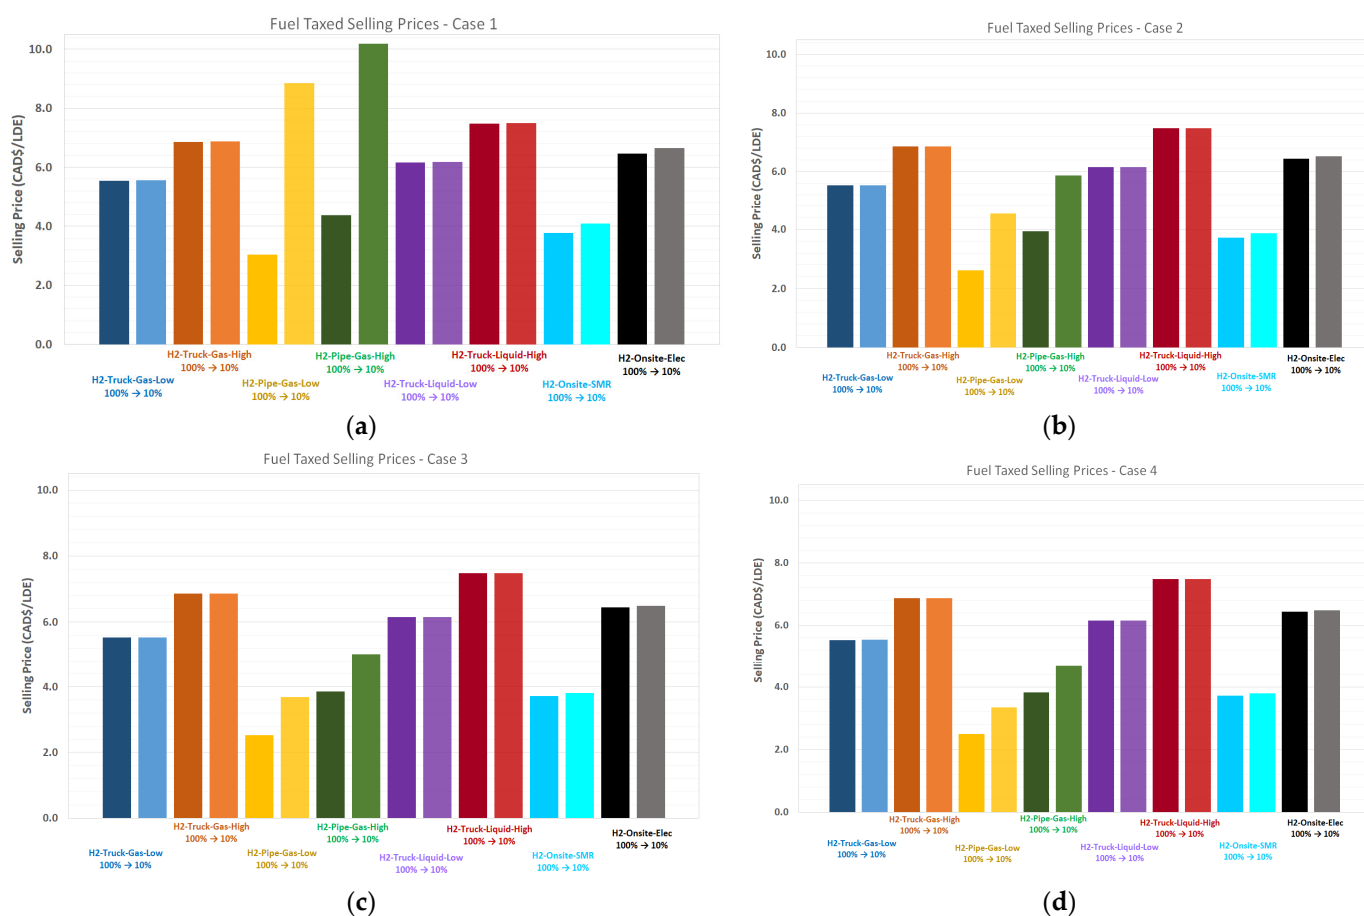 Fuel Taxed Selling Prices - Case 1
Selling Price (CAD$/LDE)
10.0
8.0
6.0
4.0
2.0
0.0
H2-Truck-Gas-High
100% → 10%
H2-Pipe-Gas-High
100% → 10%
H2-Truck-Liquid-High
100% → 10%
H2-Onsite-Elec
100% → 10%
H2-Truck-Gas-Low
100% → 10%
H2-Pipe-Gas-Low
100% → 10%
H2-Truck-Liquid-Low
100% → 10%
H2-Onsite-SMR
100% → 10%
(a)
Fuel Taxed Selling Prices - Case 2
Selling Price (CAD$/LDE)
10.0
8.0
6.0
4.0
2.0
0.0
H2-Truck-Gas-High
100% → 10%
H2-Pipe-Gas-High
100% → 10%
H2-Truck-Liquid-High
100% → 10%
H2-Onsite-Elec
100% → 10%
H2-Truck-Gas-Low
100% → 10%
H2-Pipe-Gas-Low
100% → 10%
H2-Truck-Liquid-Low
100% → 10%
H2-Onsite-SMR
100% → 10%
(b)
Fuel Taxed Selling Prices - Case 3
Selling Price (CAD$/LDE)
10.0
8.0
6.0
4.0
2.0
0.0
H2-Truck-Gas-High
100% → 10%
H2-Pipe-Gas-High
100% → 10%
H2-Truck-Liquid-High
100% → 10%
H2-Onsite-Elec
100% → 10%
H2-Truck-Gas-Low
100% → 10%
H2-Pipe-Gas-Low
100% → 10%
H2-Truck-Liquid-Low
100% → 10%
H2-Onsite-SMR
100% → 10%
(c)
Fuel Taxed Selling Prices - Case 4
Selling Price (CAD$/LDE)
10.0
8.0
6.0
4.0
2.0
0.0
H2-Truck-Gas-High
100% → 10%
H2-Pipe-Gas-High
100% → 10%
H2-Truck-Liquid-High
100% → 10%
H2-Onsite-Elec
100% → 10%
H2-Truck-Gas-Low
100% → 10%
H2-Pipe-Gas-Low
100% → 10%
H2-Truck-Liquid-Low
100% → 10%
H2-Onsite-SMR
100% → 10%
(d)